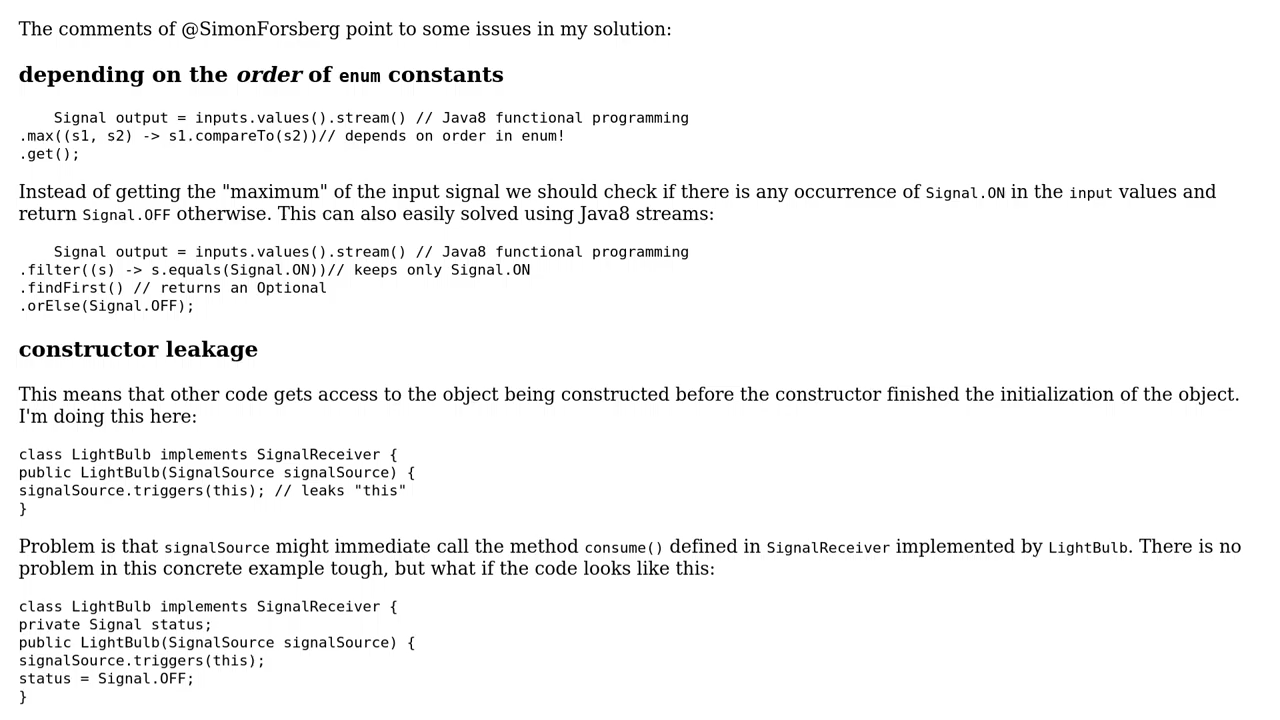 The comments of @SimonForsberg point to some issues in my solution:
depending on the order of enum constants
Signal output = inputs.values().stream() // Java8 functional programming
.max((s1, s2) -> s1.compareTo(s2))// depends on order in enum!
.get();
Instead of getting the "maximum" of the input signal we should check if there is any occurrence of Signal.ON in the input values and
return Signal.OFF otherwise. This can also easily solved using Java8 streams:
Signal output = inputs.values().stream() // Java8 functional programming
.filter((s) -> s.equals(Signal.ON))// keeps only Signal.ON
.findFirst() // returns an Optional
.orElse(Signal.OFF);
constructor leakage
This means that other code gets access to the object being constructed before the constructor finished the initialization of the object.
I'm doing this here:
class LightBulb implements SignalReceiver {
public LightBulb(SignalSource signalSource) {
signalSource.triggers(this); // leaks "this"
}
Problem is that signalSource might immediate call the method consume() defined in SignalReceiver implemented by LightBulb. There is no
problem in this concrete example tough, but what if the code looks like this:
class LightBulb implements SignalReceiver {
private Signal status;
public LightBulb(SignalSource signalSource) {
signalSource.triggers(this);
status = Signal.OFF;
}